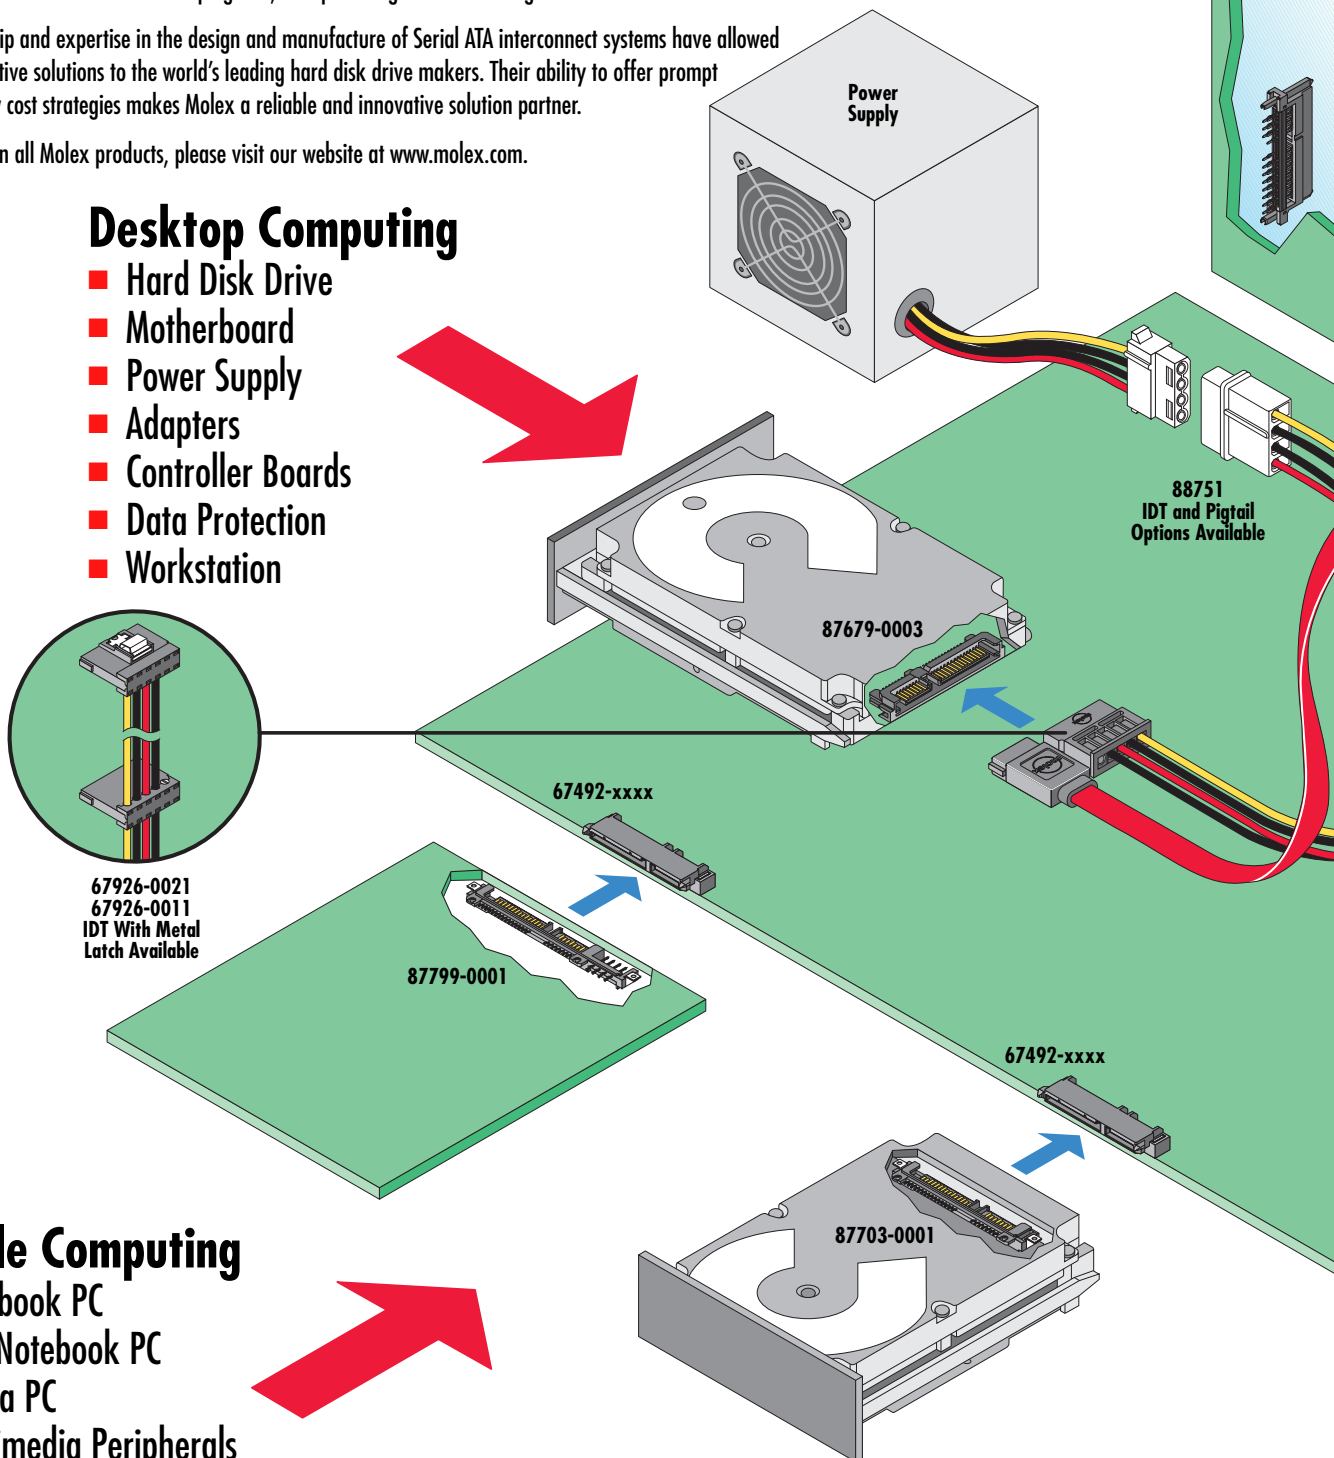 ip and expertise in the design and manufacture of Serial ATA interconnect systems have allowed
tive solutions to the world's leading hard disk drive makers. Their ability to offer prompt
cost strategies makes Molex a reliable and innovative solution partner.
n all Molex products, please visit our website at www.molex.com.
Power
Supply
Desktop Computing
■ Hard Disk Drive
■ Motherboard
■ Power Supply
■ Adapters
■ Controller Boards
■ Data Protection
■ Workstation
88751
IDT and Pigtail
Options Available
87679-0003
67492-xxxx
67926-0021
67926-0011
IDT With Metal
Latch Available
87799-0001
67492-xxxx
87703-0001
le Computing
book PC
Notebook PC
a PC
imedia Peripherals